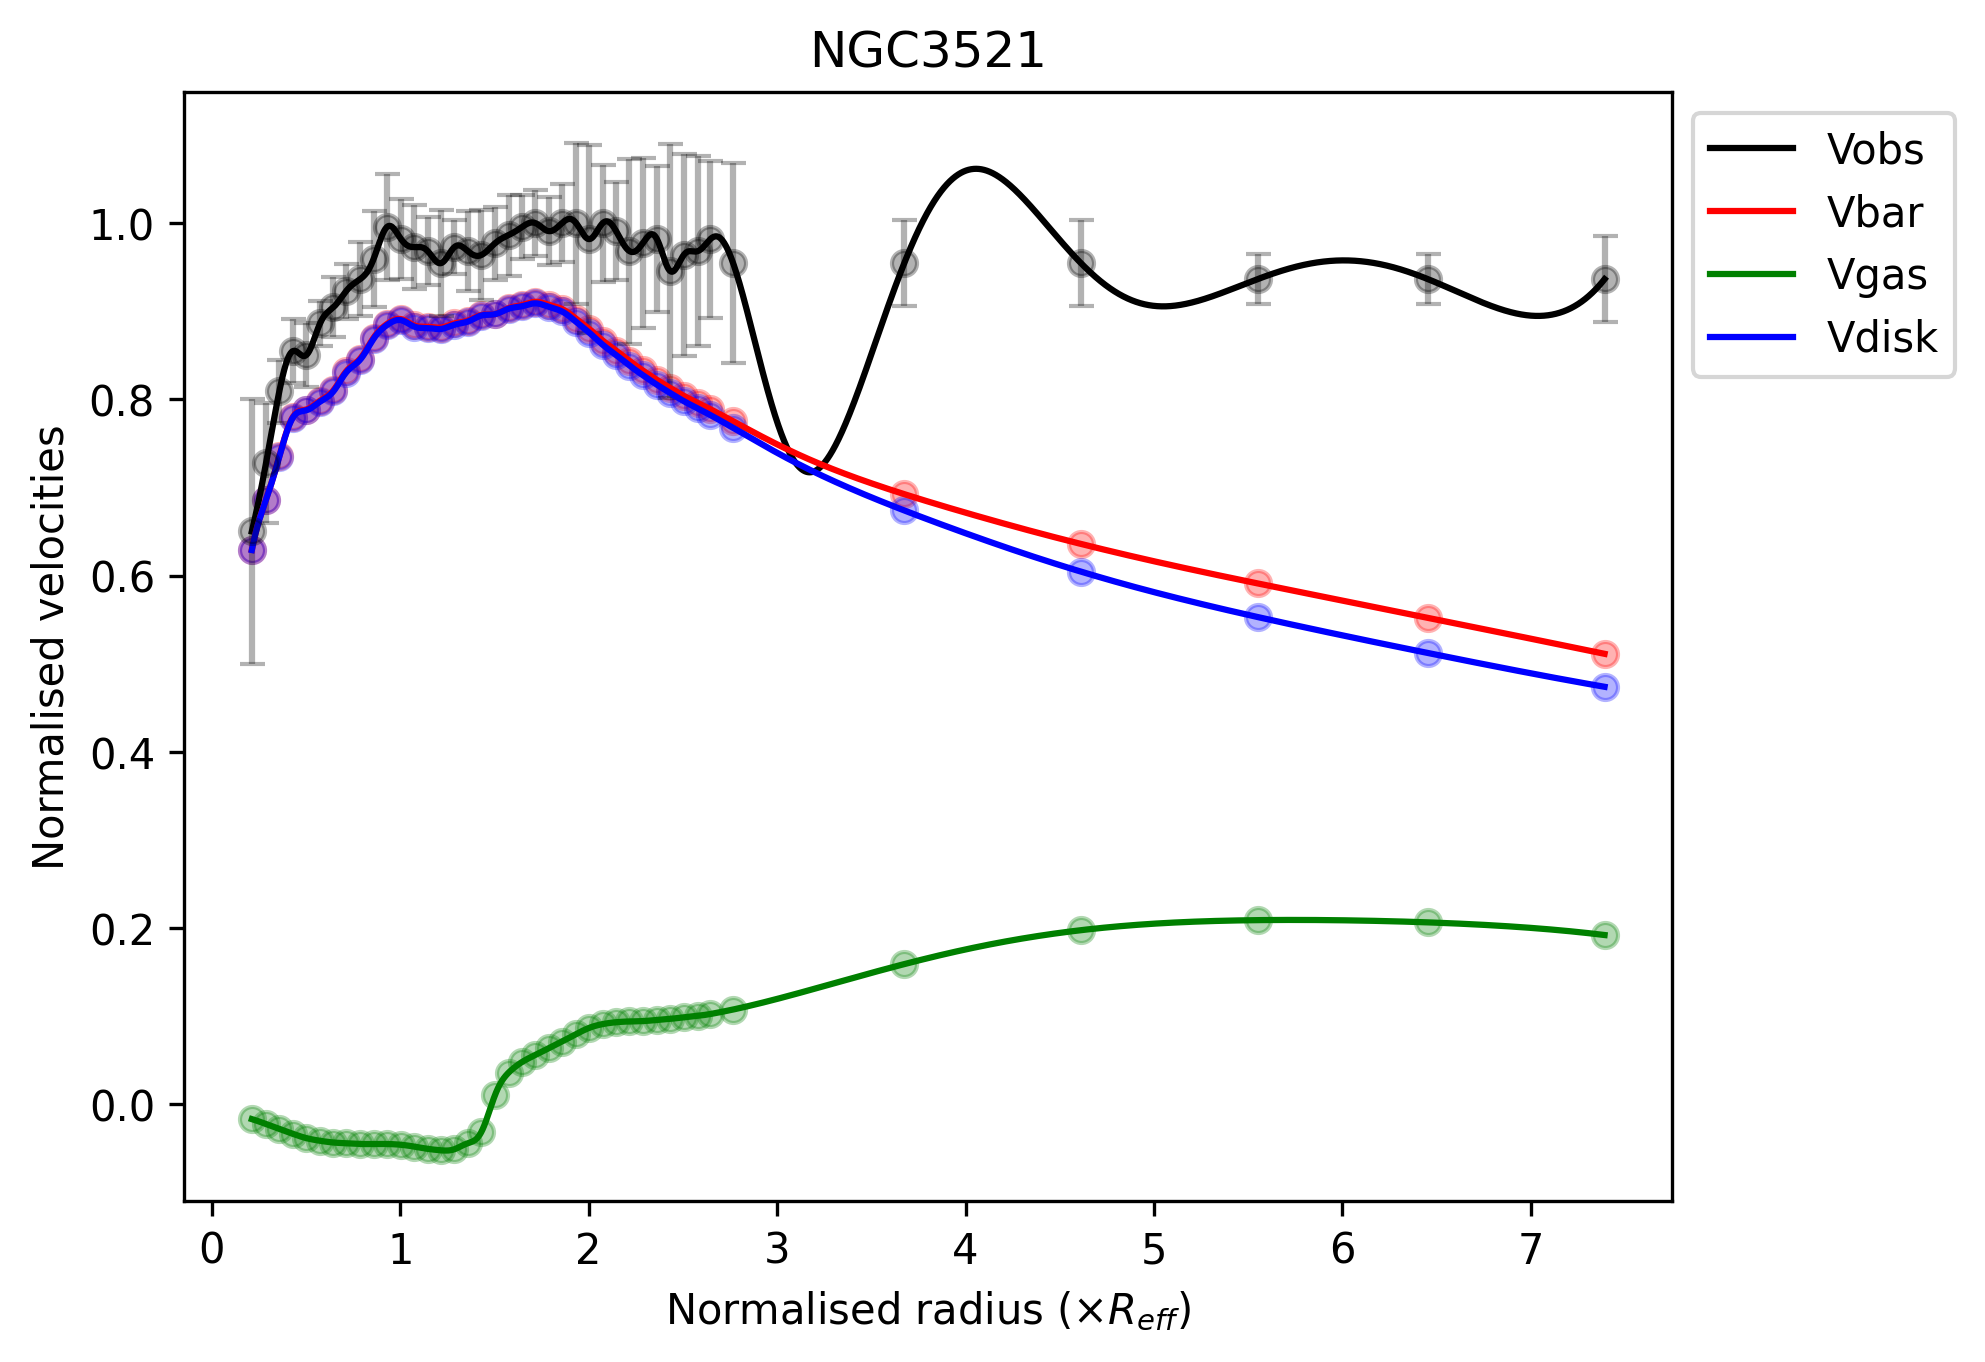 NGC3521
Vobs
Vbar
Vgas
Vdisk
1.0
0.8
0.6
0.4
0.2
0.0
Normalised velocities
0 1 2 3 4 5 6 7
Normalised radius (×R_eff)